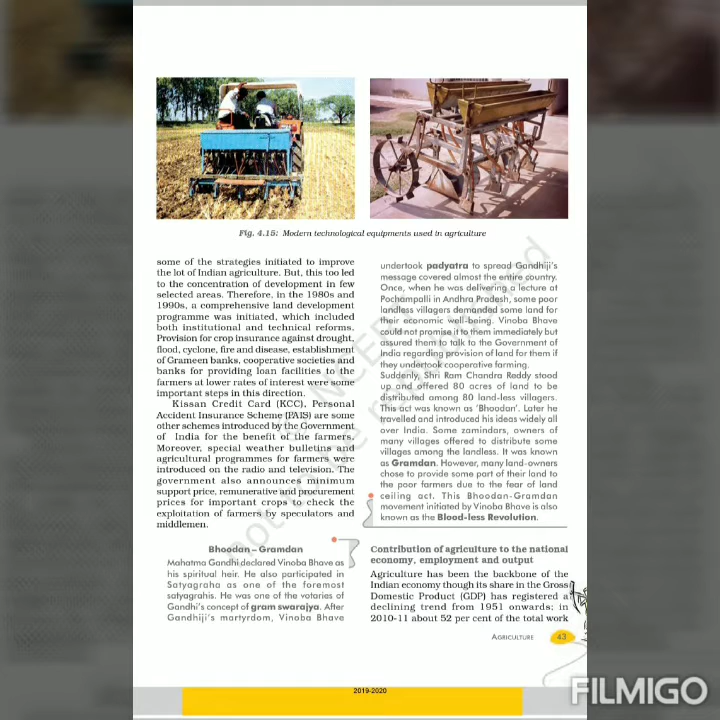 Fig. 4.15: Modern technological equipments used in agriculture
some of the strategies initiated to improve
the lot of Indian agriculture. But, this too led
to the concentration of development in few
selected areas. Therefore, in the 1980s and
1990s, a comprehensive land development
programme was initiated, which included
both institutional and technical reforms.
Provision for crop insurance against drought,
flood, cyclone, fire and disease, establishment
of Grameen banks, cooperative societies and
banks for providing loan facilities to the
farmers at lower rates of interest were some
important steps in this direction.
Kissan Credit Card (KCC), Personal
Accident Insurance Scheme (PAIS) are some
other schemes introduced by the Government
of India for the benefit of the farmers.
Moreover, special weather bulletins and
agricultural programmes for farmers were
introduced on the radio and television. The
government also announces minimum
support price, remunerative and procurement
prices for important crops to check the
exploitation of farmers by speculators and
middlemen.
Bhoodan – Gramdan
Mahatma Gandhi declared Vinoba Bhave as
his spiritual heir. He also participated in
Satyagraha as one of the foremost
satyagrahis. He was one of the votaries of
Gandhi's concept of gram swarajya. After
Gandhiji's martyrdom, Vinoba Bhave
undertook padyatra to spread Gandhiji's
message covered almost the entire country.
Once, when he was delivering a lecture at
Pochampalli in Andhra Pradesh, some poor
landless villagers demanded some land for
their economic well-being. Vinoba Bhave
could not promise it to them immediately but
assured them to talk to the Government of
India regarding provision of land for them if
they undertook cooperative farming.
Suddenly, Shri Ram Chandra Reddy stood
up and offered 80 acres of land to be
distributed among 80 land-less villagers.
This act was known as 'Bhoodan'. Later he
travelled and introduced his ideas widely all
over India. Some zamindars, owners of
many villages offered to distribute some
villages among the landless. It was known
as Gramdan. However, many land-owners
chose to provide some part of their land to
the poor farmers due to the fear of land
ceiling act. This Bhoodan-Gramdan
movement initiated by Vinoba Bhave is also
known as the Blood-less Revolution.
Contribution of agriculture to the national
economy, employment and output
Agriculture has been the backbone of the
Indian economy though its share in the Gross
Domestic Product (GDP) has registered a
declining trend from 1951 onwards; in
2010-11 about 52 per cent of the total work
AGRICULTURE 43
2019-2020
FILMIGO